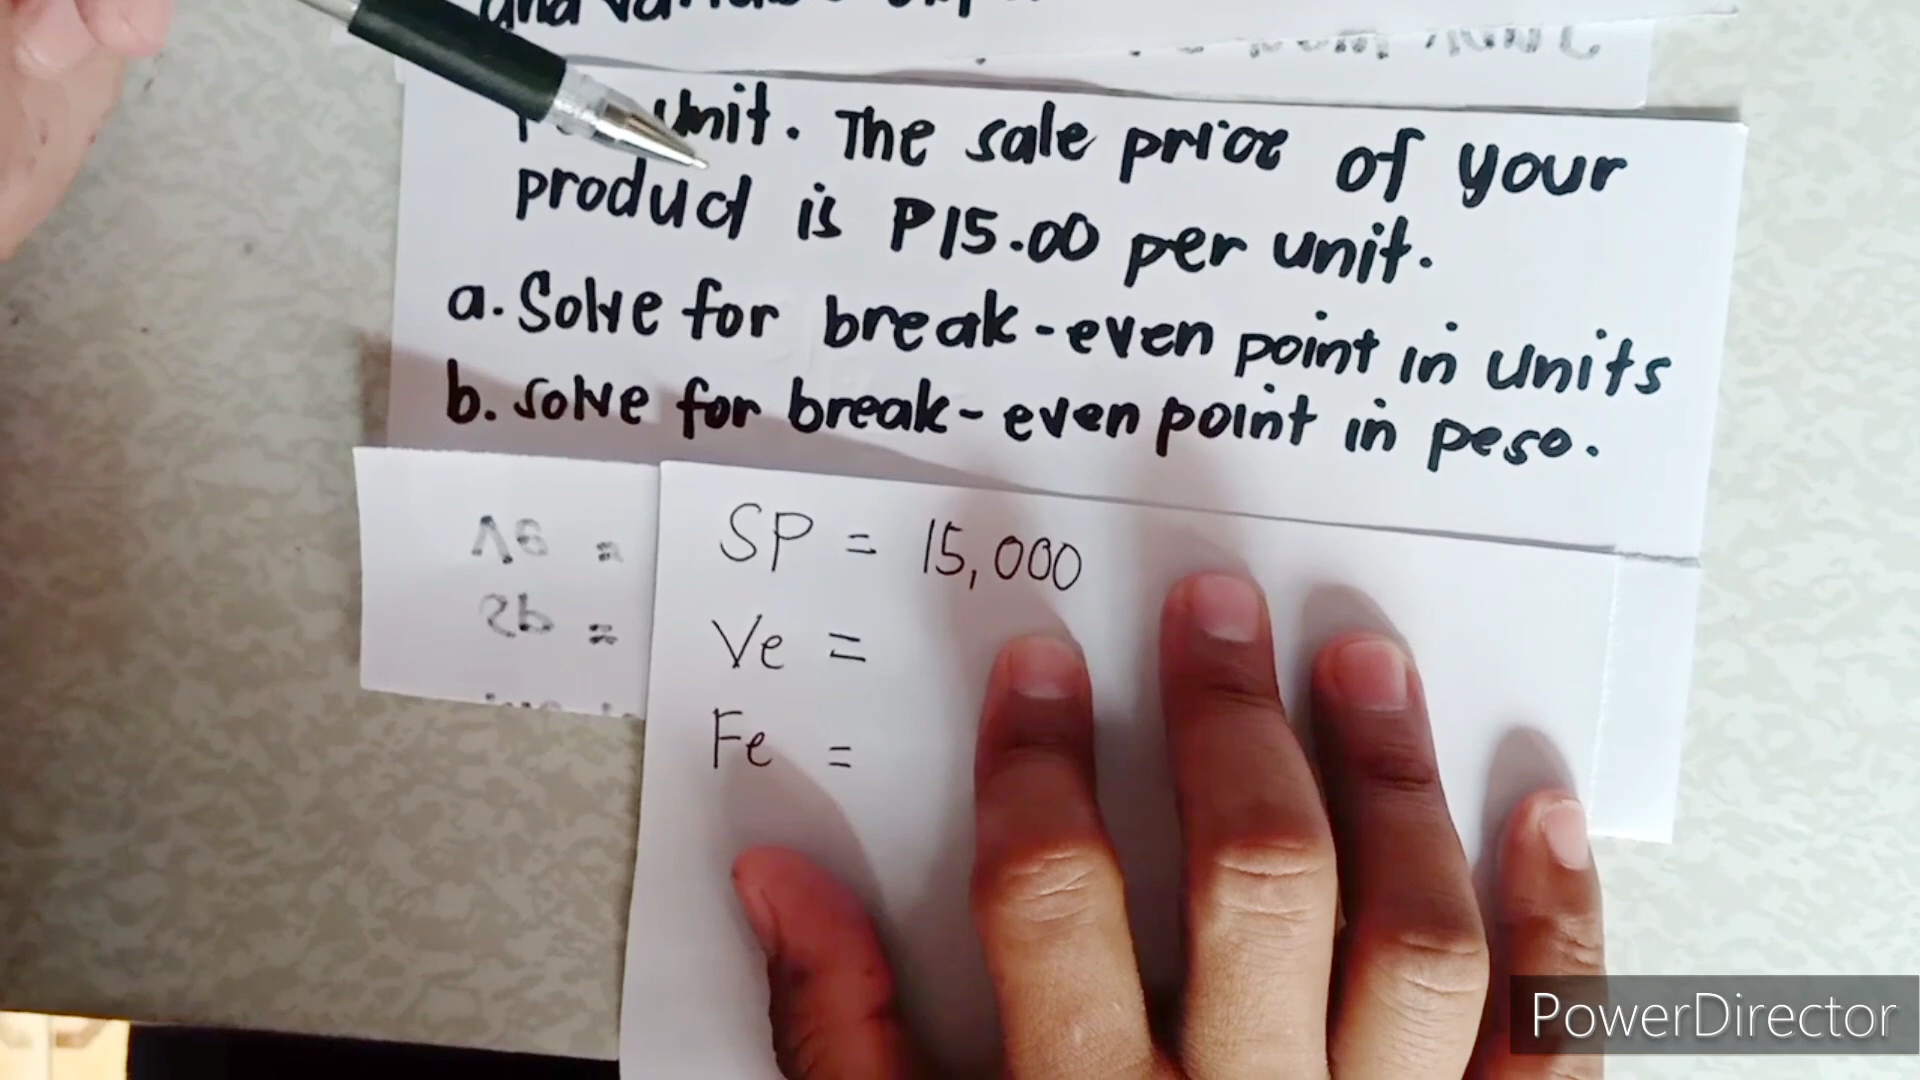 and
unit. The sale price of your
product is P15.00 per unit.
a. Solve for break-even point in units
b. solve for break-even point in peso.
SP = 15,000
Ve =
Fe =
PowerDirector